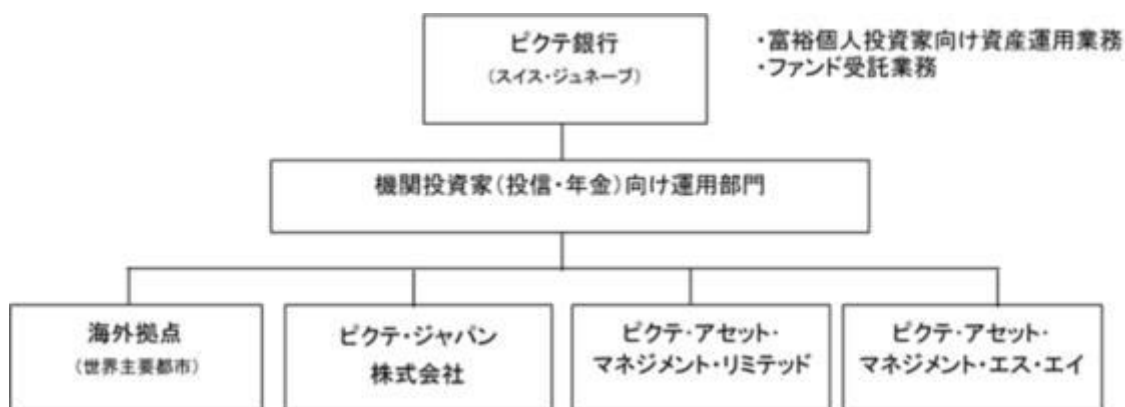 ピクテ銀行
（スイス・ジュネーブ）
・富裕個人投資家向け資産運用業務
・ファンド受託業務
機関投資家（投信・年金）向け運用部門
海外拠点
（世界主要都市）
ピクテ・ジャパン
株式会社
ピクテ・アセット・
マネジメント・リミテッド
ピクテ・アセット・
マネジメント・エス・エイ